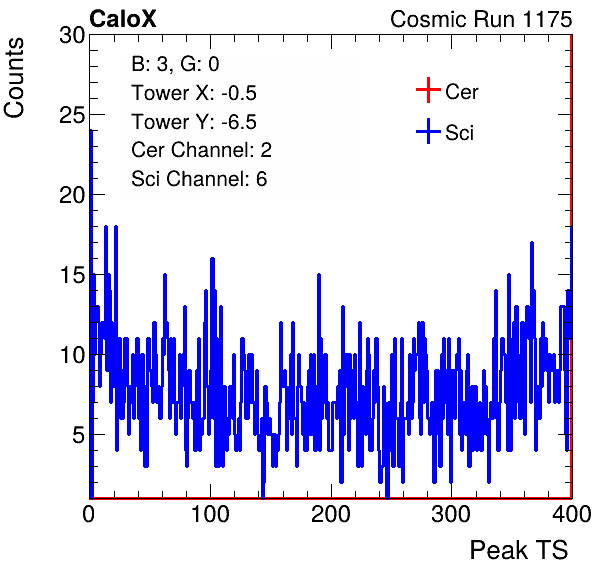 CaloX Cosmic Run 1175
Counts
30
25
20
15
10
5
B: 3, G: 0
Tower X: -0.5
Tower Y: -6.5
Cer Channel: 2
Sci Channel: 6
Cer
Sci
0 100 200 300 400
Peak TS